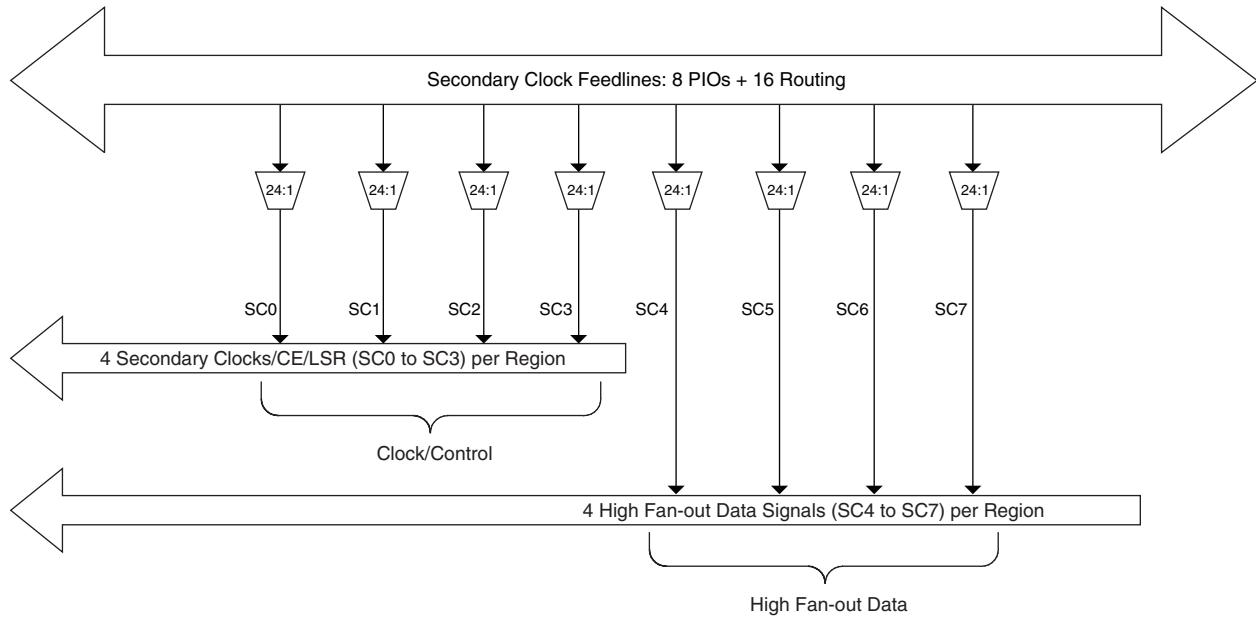 Secondary Clock Feedlines: 8 PIOs + 16 Routing
24:1 24:1 24:1 24:1 24:1 24:1 24:1 24:1
SC0 SC1 SC2 SC3 SC4 SC5 SC6 SC7
4 Secondary Clocks/CE/LSR (SC0 to SC3) per Region
Clock/Control
4 High Fan-out Data Signals (SC4 to SC7) per Region
High Fan-out Data